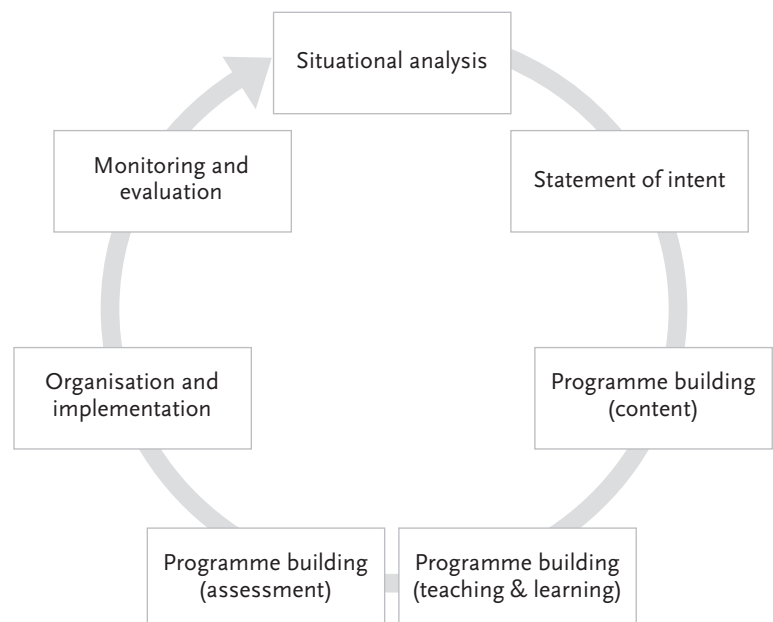 Situational analysis
Statement of intent
Programme building
(content)
Programme building
(teaching & learning)
Programme building
(assessment)
Organisation and
implementation
Monitoring and
evaluation